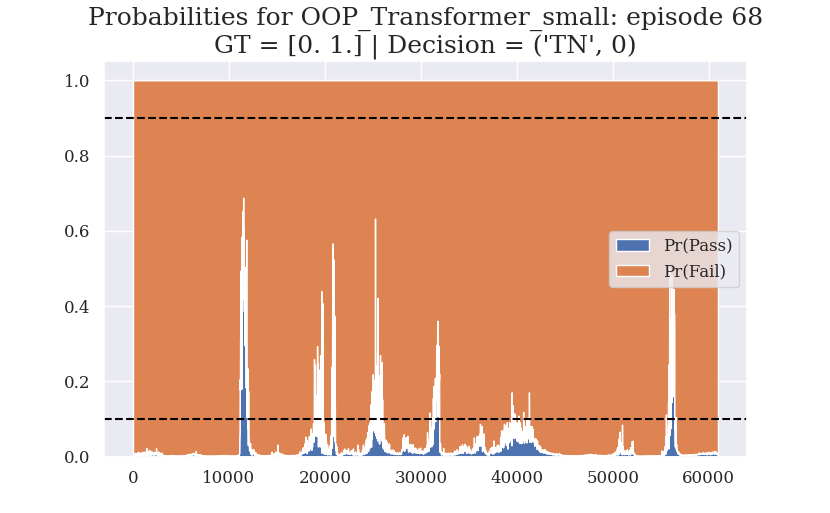 Probabilities for OOP_Transformer_small: episode 68
GT = [0. 1.] | Decision = ('TN', 0)
1.0
0.8
0.6
0.4
0.2
0.0
Pr(Pass)
Pr(Fail)
0 10000 20000 30000 40000 50000 60000